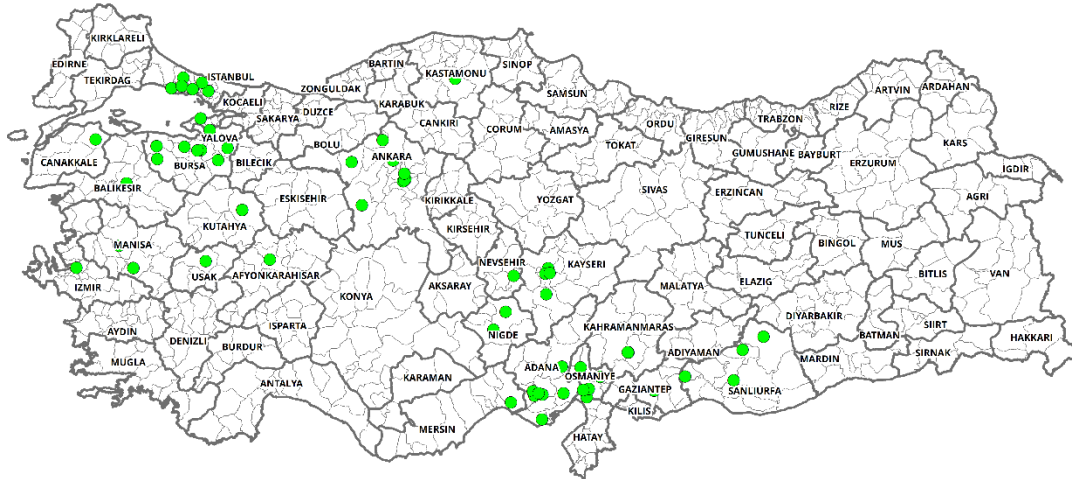 KIRKLARELI
EDIRNE
TEKIRDAG
ISTANBUL
KOCAELI
YALOVA
SAKARYA
DUZCE
ZONGULDAK
BARTIN
KARABUK
KASTAMONU
SINOP
SAMSUN
CANKIRI
CORUM
AMASYA
TOKAT
ORDU
GIRESUN
TRABZON
RIZE
ARTVIN
ARDAHAN
KARS
GUMUSHANE
BAYBURT
ERZURUM
IGDIR
AGRI
CANAKKALE
BALIKESIR
BURSA
BILECIK
BOLU
ANKARA
ESKISEHIR
KUTAHYA
KIRIKKALE
KIRSEHIR
YOZGAT
SIVAS
ERZINCAN
TUNCELI
BINGOL
MUS
BITLIS
VAN
MANISA
IZMIR
USAK
AFYONKARAHISAR
KONYA
AKSARAY
NEVSEHIR
KAYSERI
MALATYA
ELAZIG
DIYARBAKIR
BATMAN
SIIRT
SIRNAK
HAKKARI
AYDIN
DENIZLI
ISPARTA
BURDUR
MUGLA
ANTALYA
KARAMAN
MERSIN
NIGDE
ADANA
OSMANIYE
KAHRAMANMARAS
ADIYAMAN
GAZIANTEP
KILIS
HATAY
SANLIURFA
MARDIN